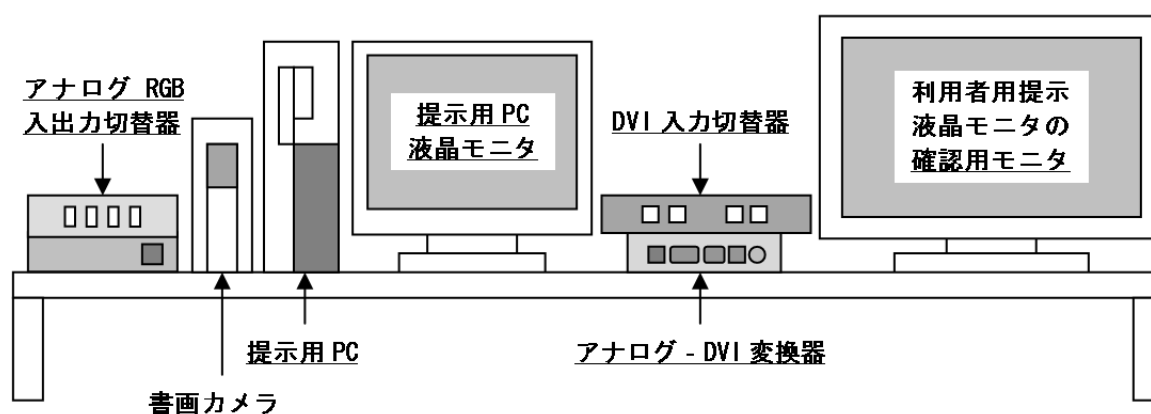 アナログ RGB
入出力切替器
提示用 PC
液晶モニタ
DVI 入力切替器
利用者用提示
液晶モニタの
確認用モニタ
提示用 PC
アナログ - DVI 変換器
書画カメラ